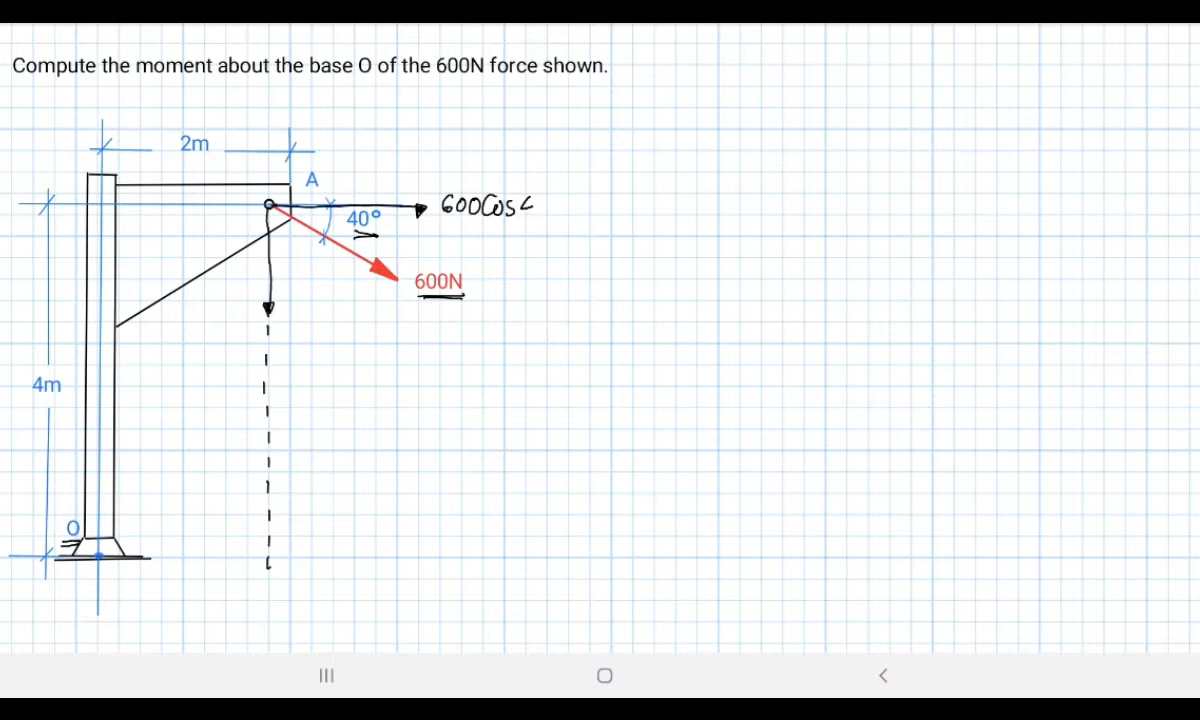 Compute the moment about the base O of the 600N force shown.
2m
A
600Cos
40°
600N
4m
O